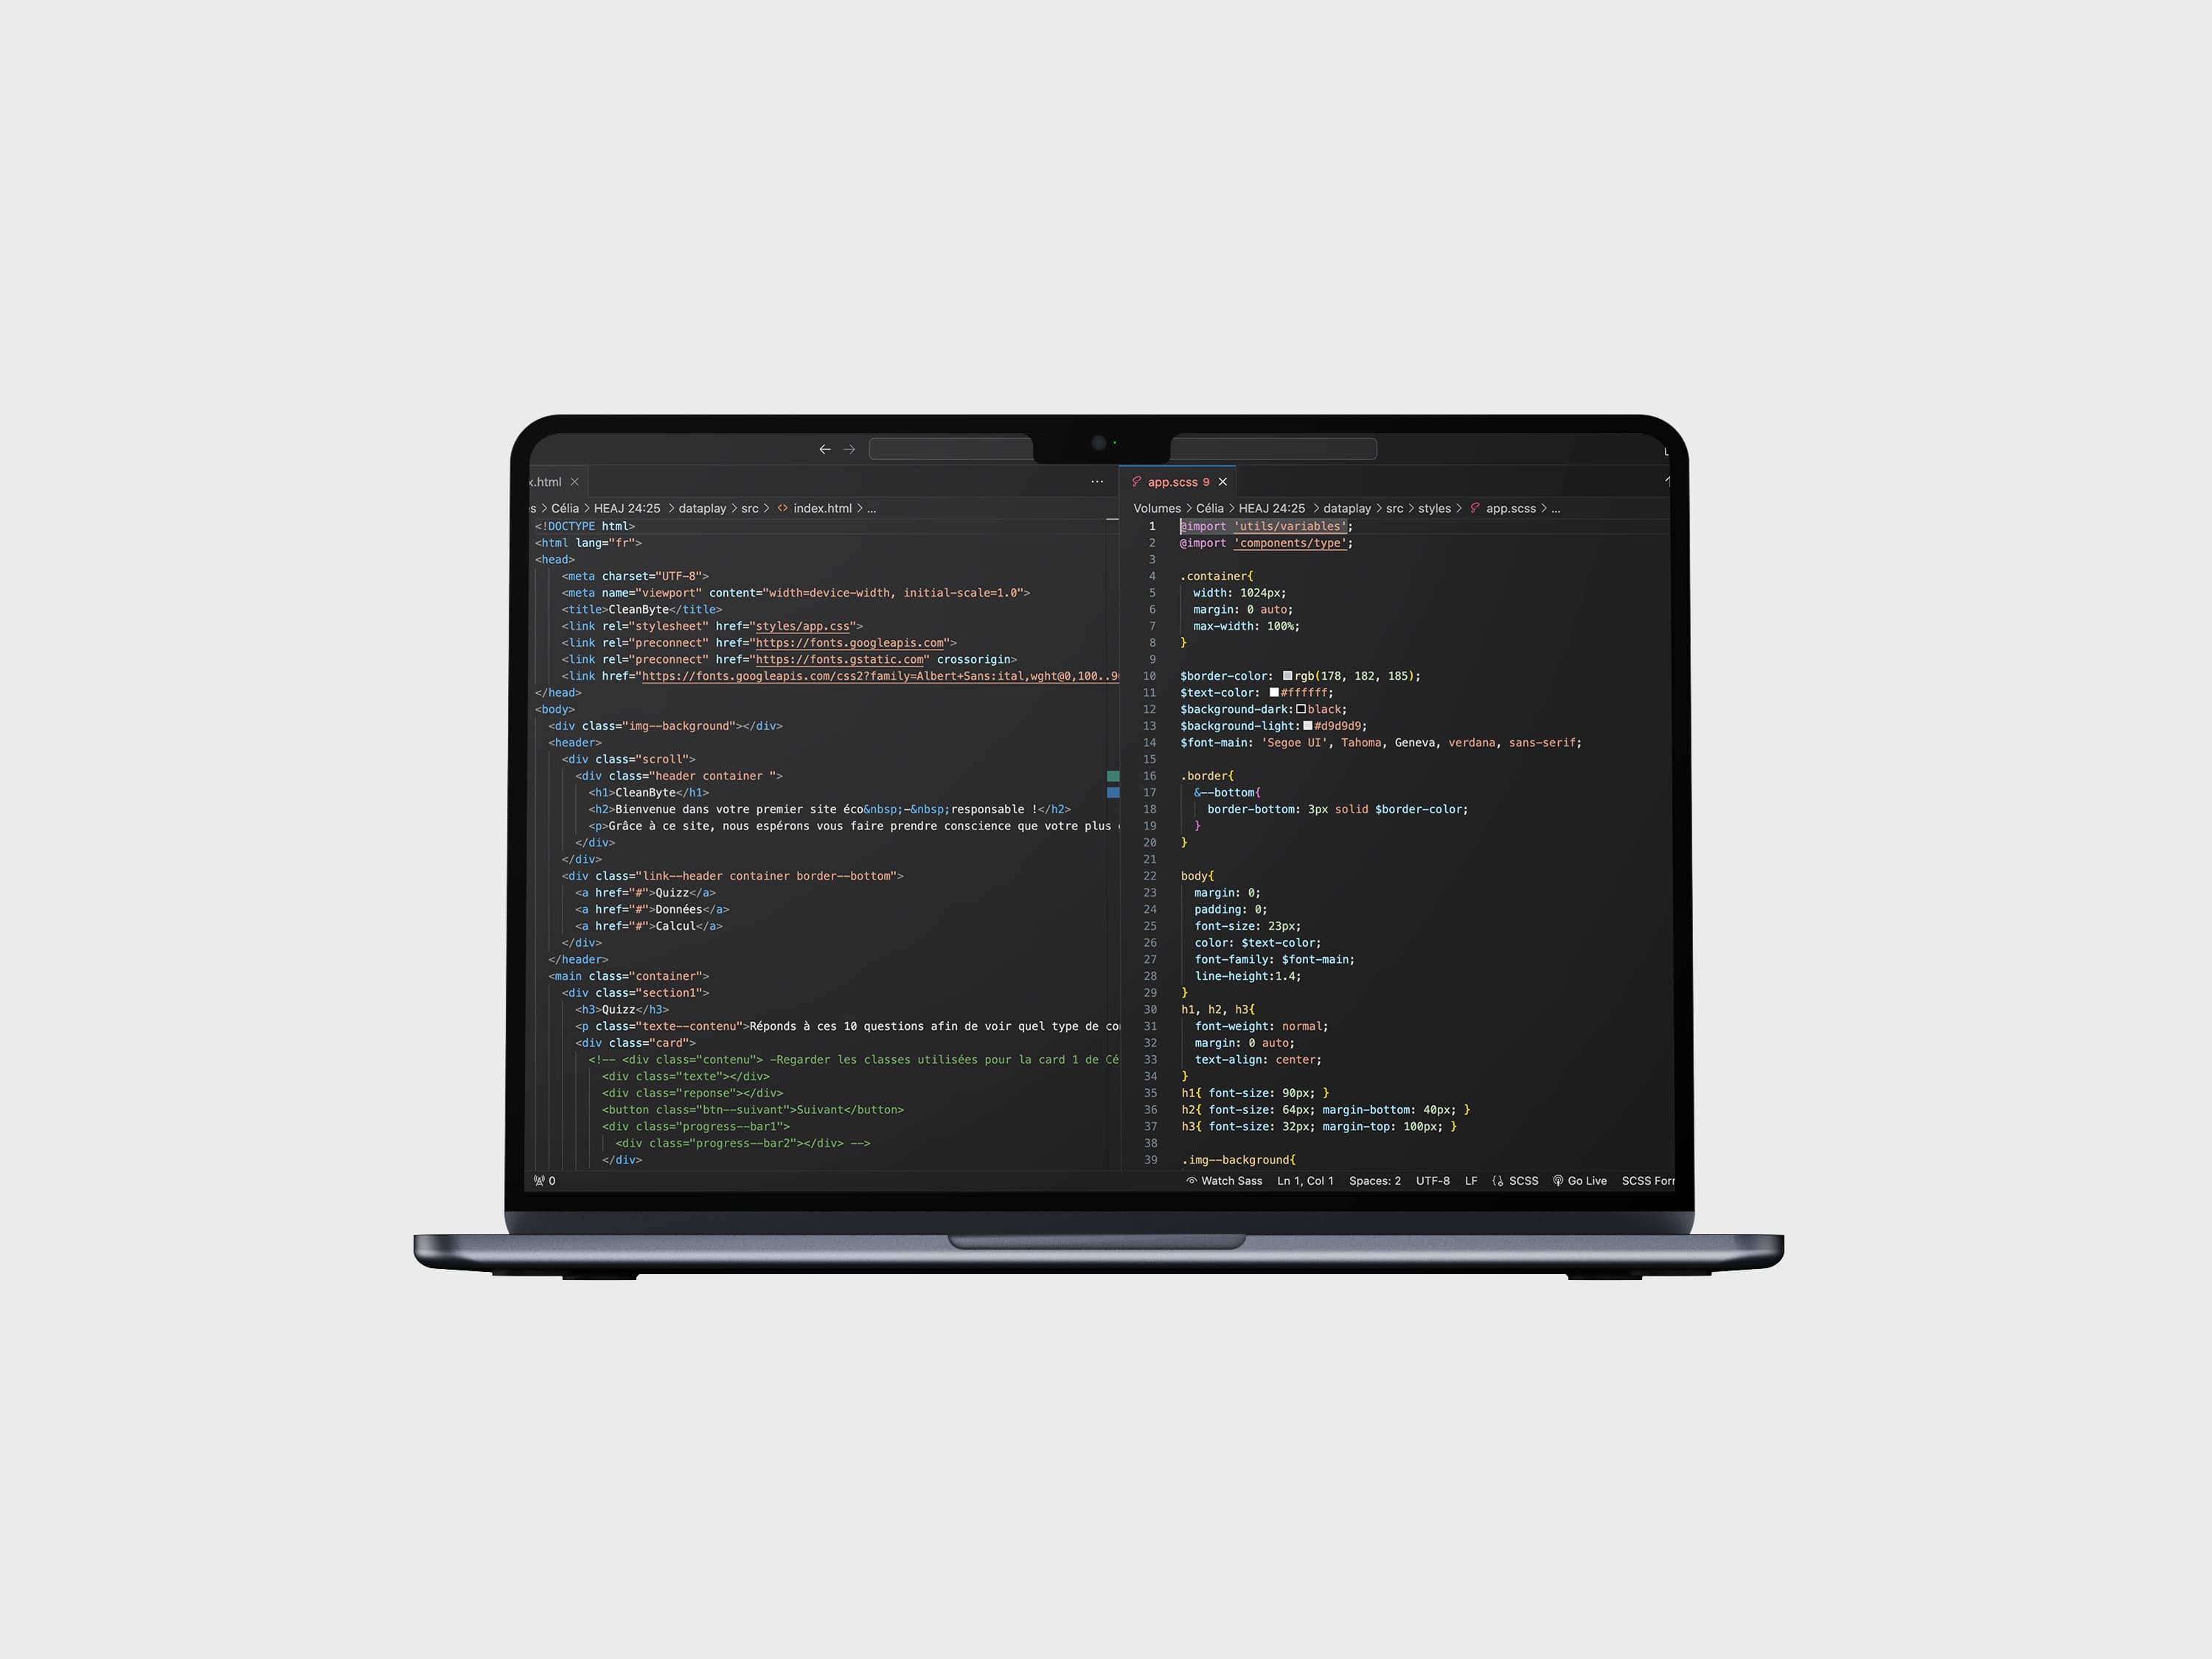 .html
s > Célia > HEAJ 24:25 > dataplay > src > <> index.html > ...
<!DOCTYPE html>
<html lang="fr">
<head>
<meta charset="UTF-8">
<meta name="viewport" content="width=device-width, initial-scale=1.0">
<title>CleanByte</title>
<link rel="stylesheet" href="styles/app.css">
<link rel="preconnect" href="https://fonts.googleapis.com">
<link rel="preconnect" href="https://fonts.gstatic.com" crossorigin>
<link href="https://fonts.googleapis.com/css2?family=Albert+Sans:ital,wght@0,100..9
</head>
<body>
<div class="img--background"></div>
<header>
<div class="scroll">
<div class="header container ">
<h1>CleanByte</h1>
<h2>Bienvenue dans votre premier site éco&nbsp;-&nbsp;responsable !</h2>
<p>Grâce à ce site, nous espérons vous faire prendre conscience que votre plus
</div>
</div>
<div class="link--header container border--bottom">
<a href="#">Quizz</a>
<a href="#">Données</a>
<a href="#">Calcul</a>
</div>
</header>
<main class="container">
<div class="section1">
<h3>Quizz</h3>
<p class="texte--contenu">Réponds à ces 10 questions afin de voir quel type de co
<div class="card">
<!-- <div class="contenu"> -Regarder les classes utilisées pour la card 1 de Cé
<div class="texte"></div>
<div class="reponse"></div>
<button class="btn--suivant">Suivant</button>
<div class="progress--bar1">
<div class="progress--bar2"></div> -->
</div>
app.scss 9
Volumes > Célia > HEAJ 24:25 > dataplay > src > styles > app.scss > ...
1 @import 'utils/variables';
2 @import 'components/type';
3
4 .container{
5 width: 1024px;
6 margin: 0 auto;
7 max-width: 100%;
8 }
9
10 $border-color: rgb(178, 182, 185);
11 $text-color: #ffffff;
12 $background-dark: black;
13 $background-light: #d9d9d9;
14 $font-main: 'Segoe UI', Tahoma, Geneva, verdana, sans-serif;
15
16 .border{
17 &--bottom{
18 border-bottom: 3px solid $border-color;
19 }
20 }
21
22 body{
23 margin: 0;
24 padding: 0;
25 font-size: 23px;
26 color: $text-color;
27 font-family: $font-main;
28 line-height:1.4;
29 }
30 h1, h2, h3{
31 font-weight: normal;
32 margin: 0 auto;
33 text-align: center;
34 }
35 h1{ font-size: 90px; }
36 h2{ font-size: 64px; margin-bottom: 40px; }
37 h3{ font-size: 32px; margin-top: 100px; }
38
39 .img--background{
0
Watch Sass Ln 1, Col 1 Spaces: 2 UTF-8 LF SCSS Go Live SCSS For